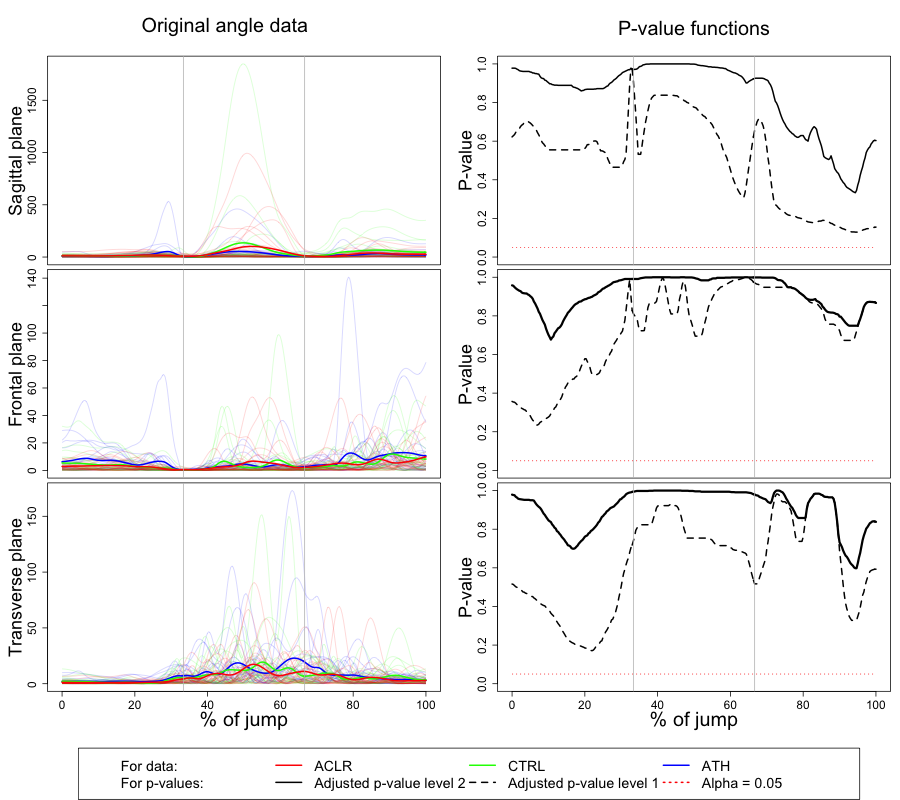 Original angle data
P-value functions
Sagittal plane
0
500
1000
1500
P-value
0.0
0.2
0.4
0.6
0.8
1.0
Frontal plane
0
20
40
60
80
100
140
P-value
0.0
0.2
0.4
0.6
0.8
1.0
Transverse plane
0
50
100
150
P-value
0.0
0.2
0.4
0.6
0.8
1.0
0 20 40 60 80 100
% of jump
0 20 40 60 80 100
% of jump
For data: ACLR CTRL ATH
For p-values: Adjusted p-value level 2 Adjusted p-value level 1 Alpha = 0.05